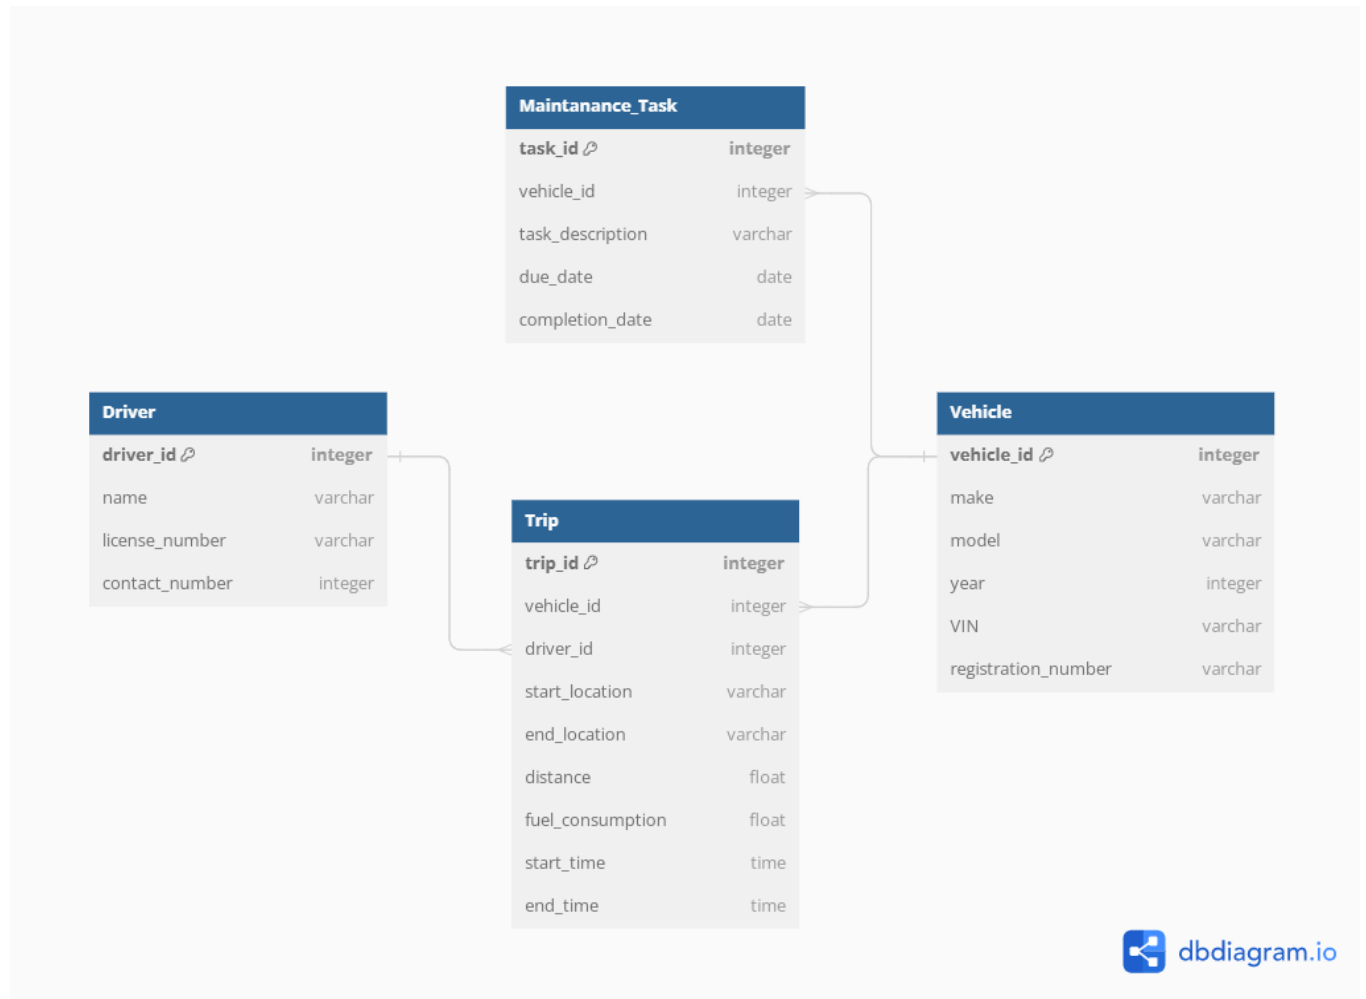 Maintanance_Task
task_id integer
vehicle_id integer
task_description varchar
due_date date
completion_date date
Driver
driver_id integer
name varchar
license_number varchar
contact_number integer
Trip
trip_id integer
vehicle_id integer
driver_id integer
start_location varchar
end_location varchar
distance float
fuel_consumption float
start_time time
end_time time
Vehicle
vehicle_id integer
make varchar
model varchar
year integer
VIN varchar
registration_number varchar
dbdiagram.io